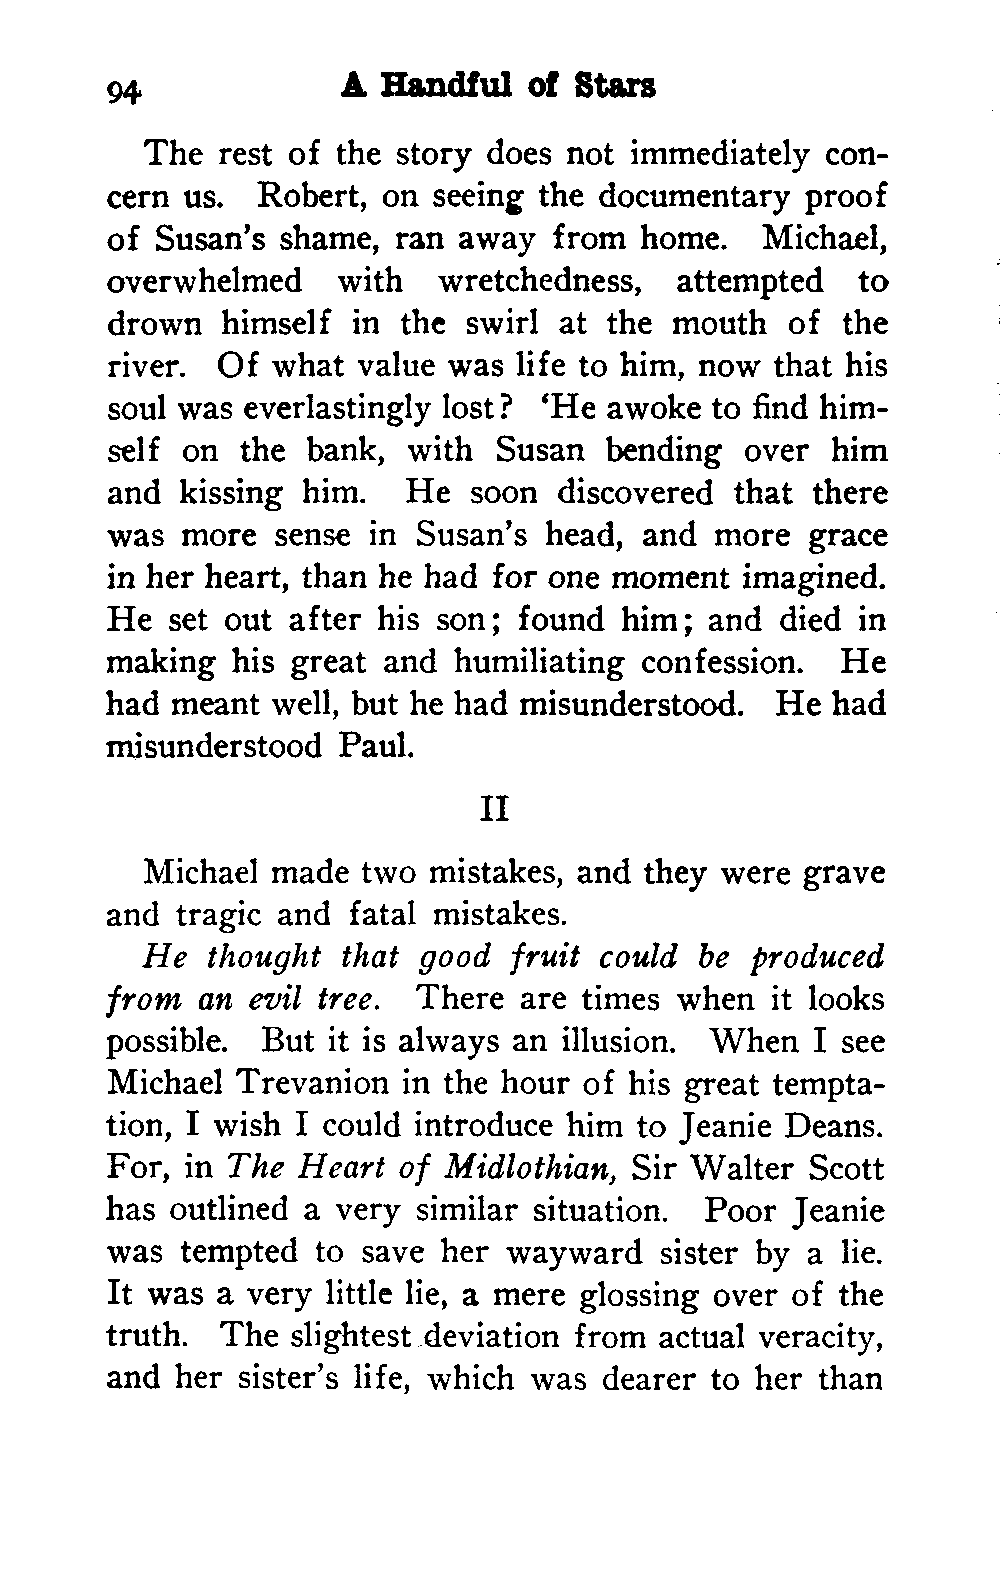 94 A Handful of Stars
The rest of the story does not immediately con-
cern us. Robert, on seeing the documentary proof
of Susan's shame, ran away from home. Michael,
overwhelmed with wretchedness, attempted to
drown himself in the swirl at the mouth of the
river. Of what value was life to him, now that his
soul was everlastingly lost? ‘He awoke to find him-
self on the bank, with Susan bending over him
and kissing him. He soon discovered that there
was more sense in Susan's head, and more grace
in her heart, than he had for one moment imagined.
He set out after his son; found him; and died in
making his great and humiliating confession. He
had meant well, but he had misunderstood. He had
misunderstood Paul.
II
Michael made two mistakes, and they were grave
and tragic and fatal mistakes.
He thought that good fruit could be produced
from an evil tree. There are times when it looks
possible. But it is always an illusion. When I see
Michael Trevanion in the hour of his great tempta-
tion, I wish I could introduce him to Jeanie Deans.
For, in The Heart of Midlothian, Sir Walter Scott
has outlined a very similar situation. Poor Jeanie
was tempted to save her wayward sister by a lie.
It was a very little lie, a mere glossing over of the
truth. The slightest deviation from actual veracity,
and her sister's life, which was dearer to her than